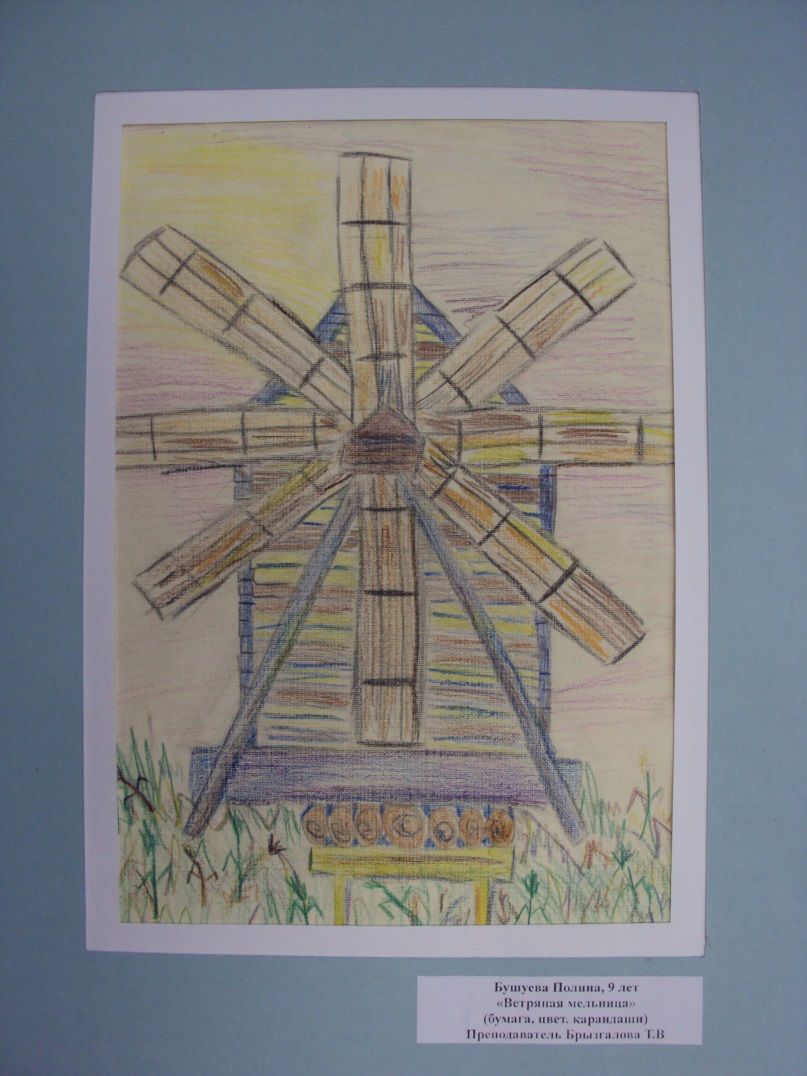 Бушуева Полина, 9 лет
«Ветряная мельница»
(бумага, цвет. карандаши)
Преподаватель Брызгалова Т.В